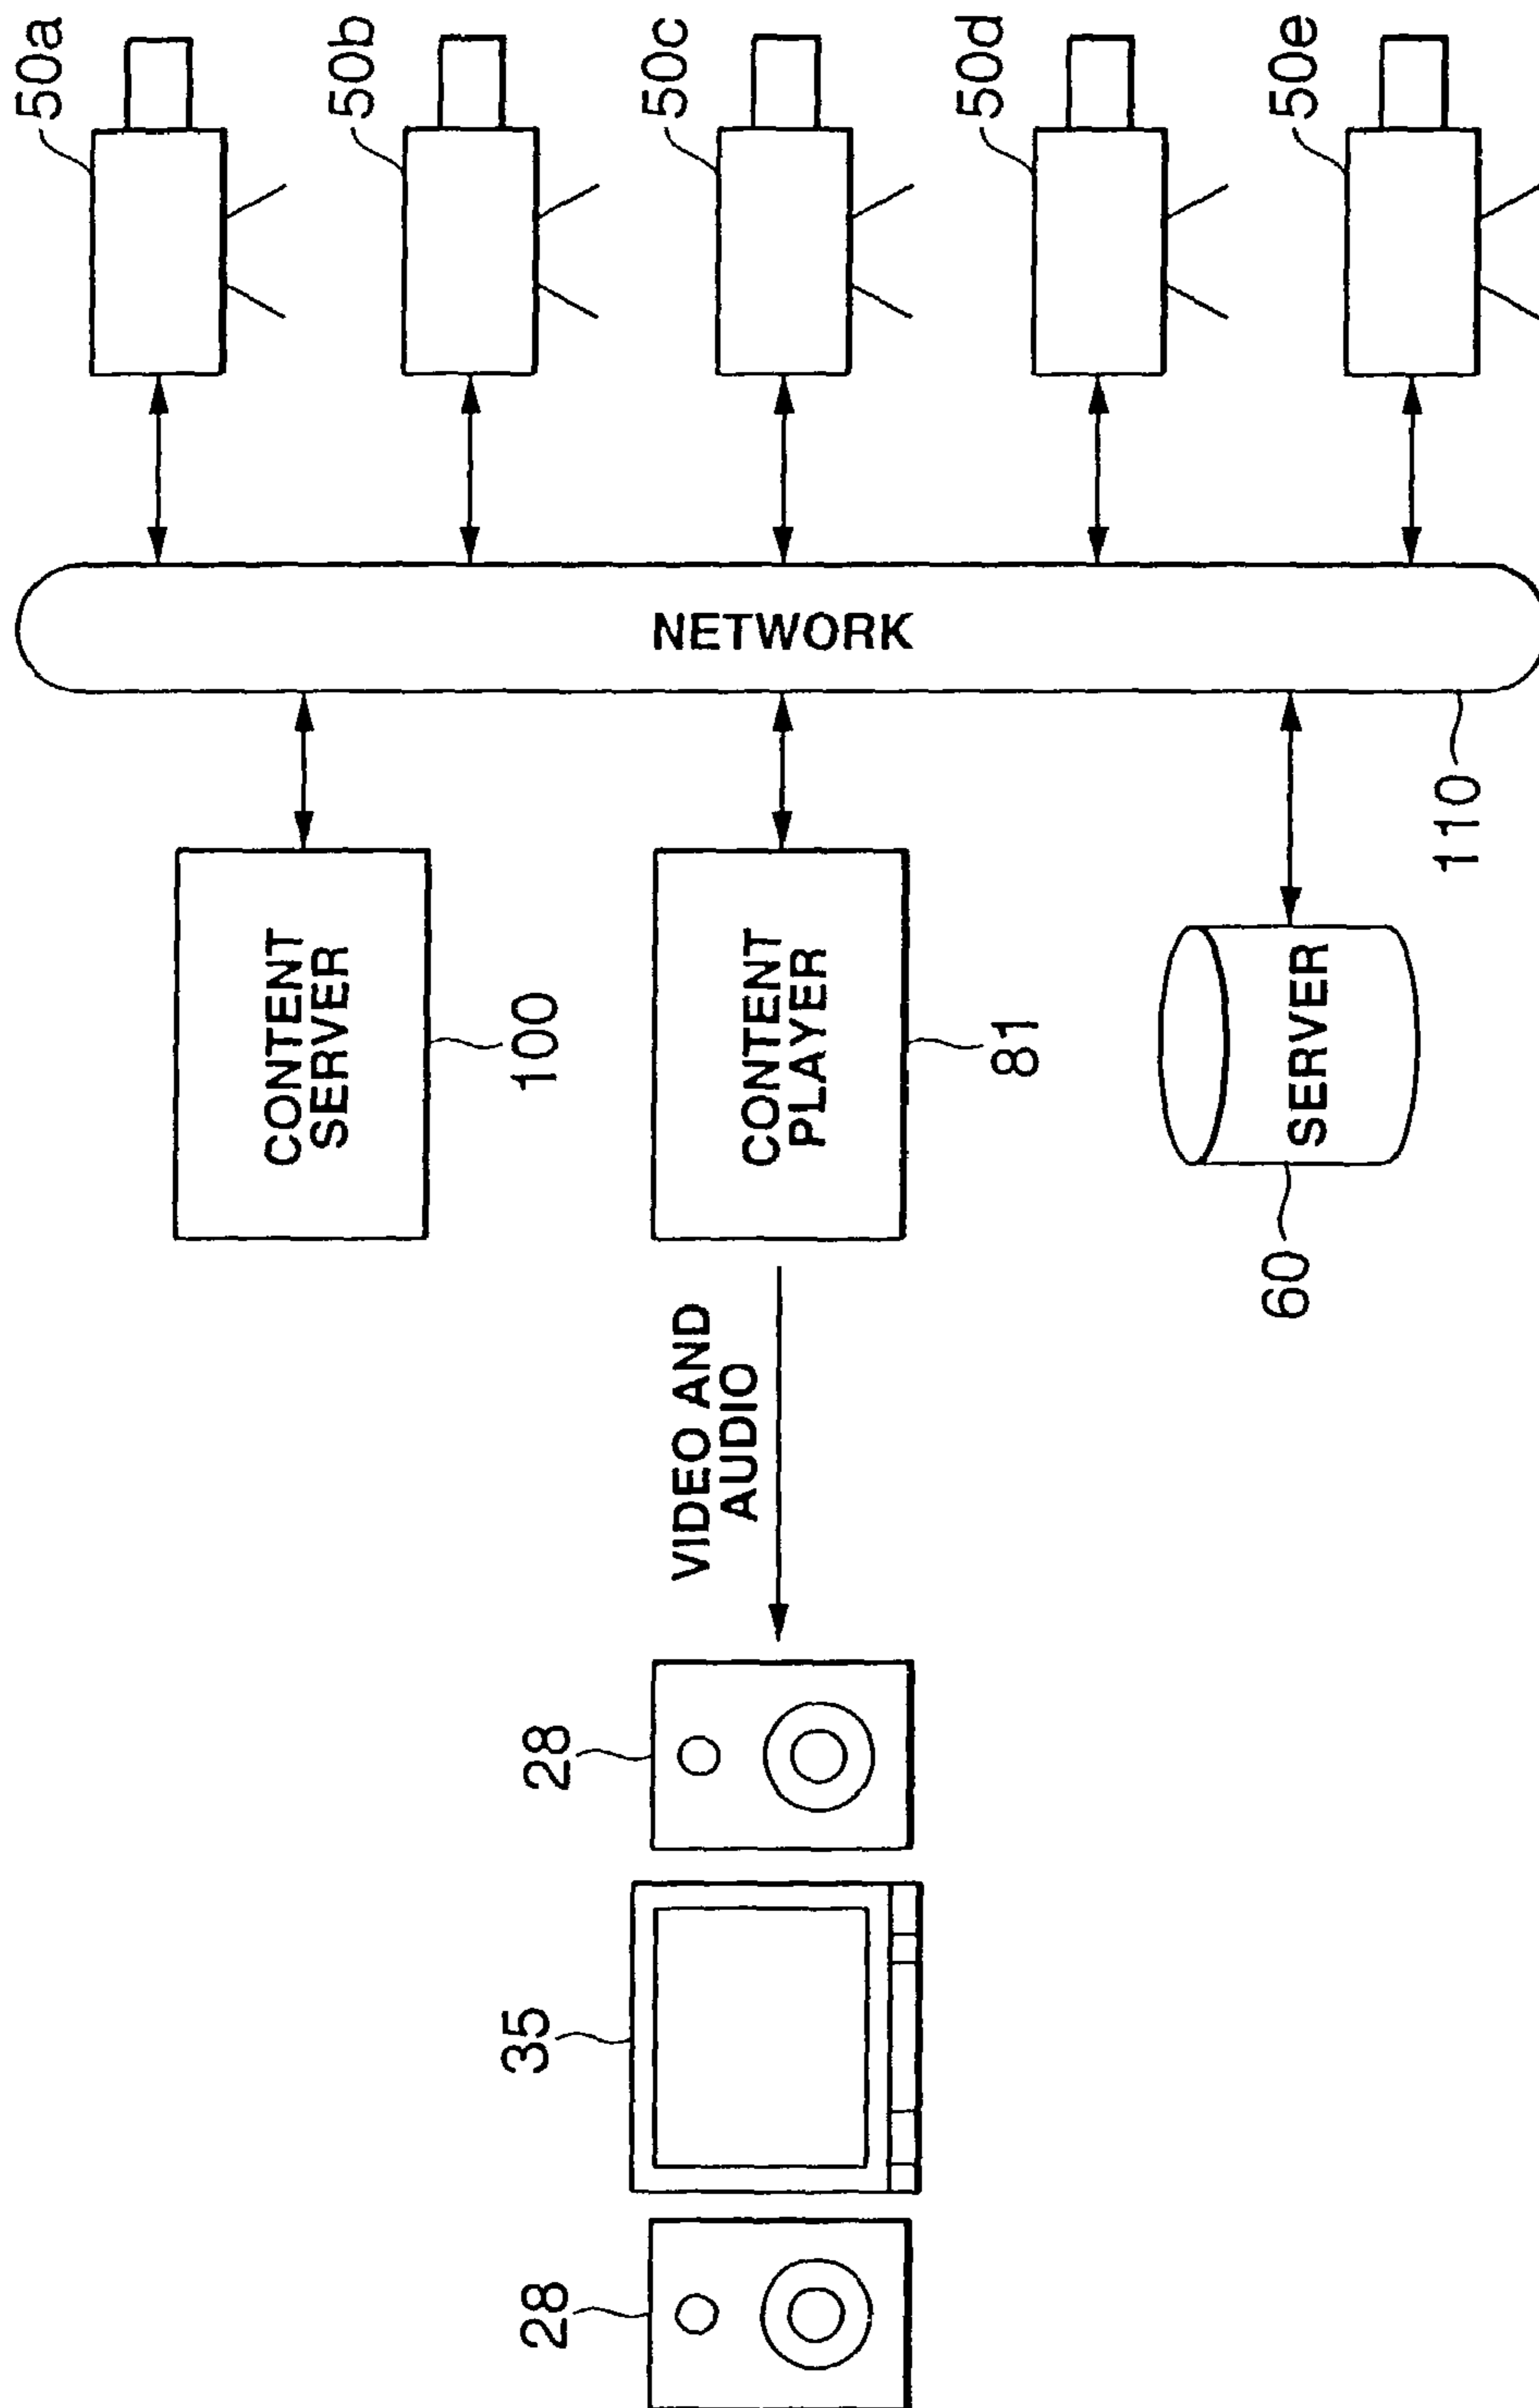 50a
50b
50c
50d
50e
NETWORK
110
CONTENT
SERVER
100
CONTENT
PLAYER
81
SERVER
60
VIDEO AND
AUDIO
28
35
28